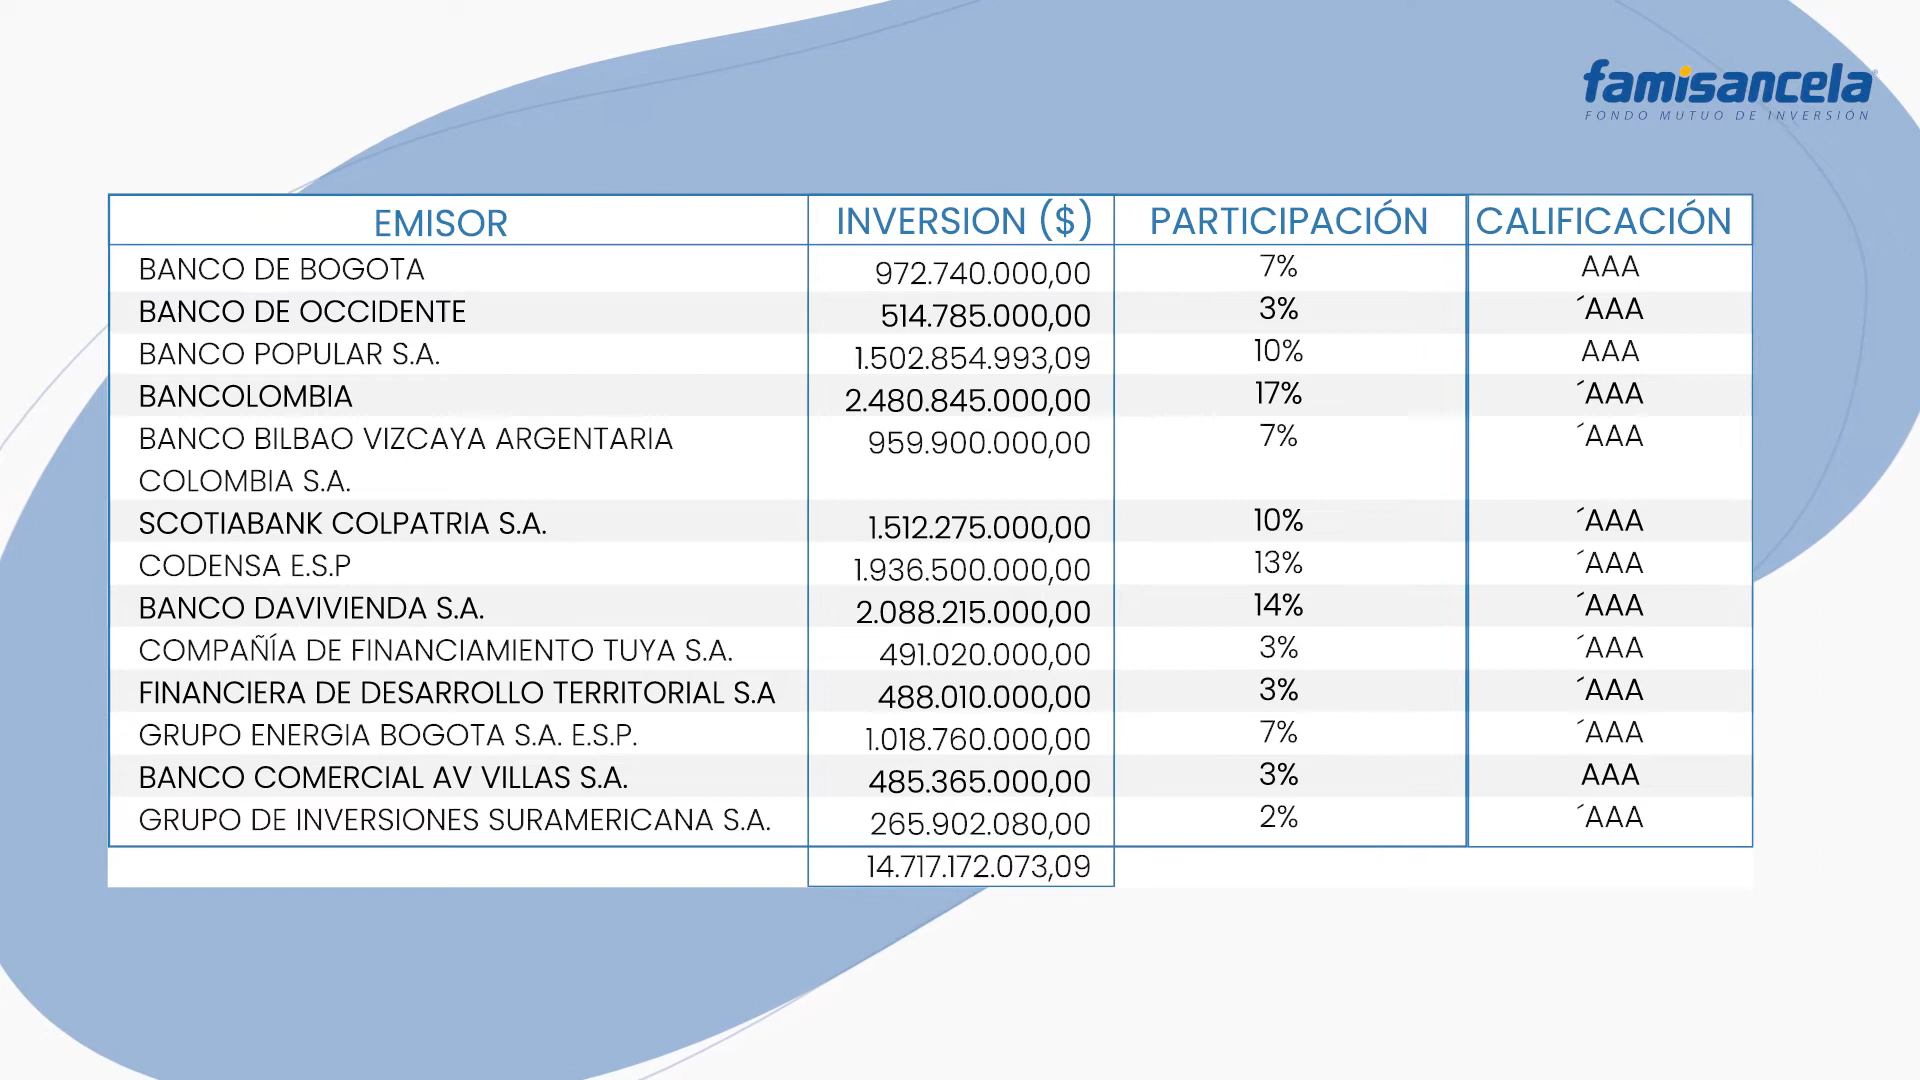 famisancela
FONDO MUTUO DE INVERSIÓN
EMISOR INVERSION ($) PARTICIPACIÓN CALIFICACIÓN
BANCO DE BOGOTA 972.740.000,00 7% AAA
BANCO DE OCCIDENTE 514.785.000,00 3% ´AAA
BANCO POPULAR S.A. 1.502.854.993,09 10% AAA
BANCOLOMBIA 2.480.845.000,00 17% ´AAA
BANCO BILBAO VIZCAYA ARGENTARIA 959.900.000,00 7% ´AAA
COLOMBIA S.A.
SCOTIABANK COLPATRIA S.A. 1.512.275.000,00 10% ´AAA
CODENSA E.S.P 1.936.500.000,00 13% ´AAA
BANCO DAVIVIENDA S.A. 2.088.215.000,00 14% ´AAA
COMPAÑÍA DE FINANCIAMIENTO TUYA S.A. 491.020.000,00 3% ´AAA
FINANCIERA DE DESARROLLO TERRITORIAL S.A 488.010.000,00 3% ´AAA
GRUPO ENERGIA BOGOTA S.A. E.S.P. 1.018.760.000,00 7% ´AAA
BANCO COMERCIAL AV VILLAS S.A. 485.365.000,00 3% AAA
GRUPO DE INVERSIONES SURAMERICANA S.A. 265.902.080,00 2% ´AAA
14.717.172.073,09